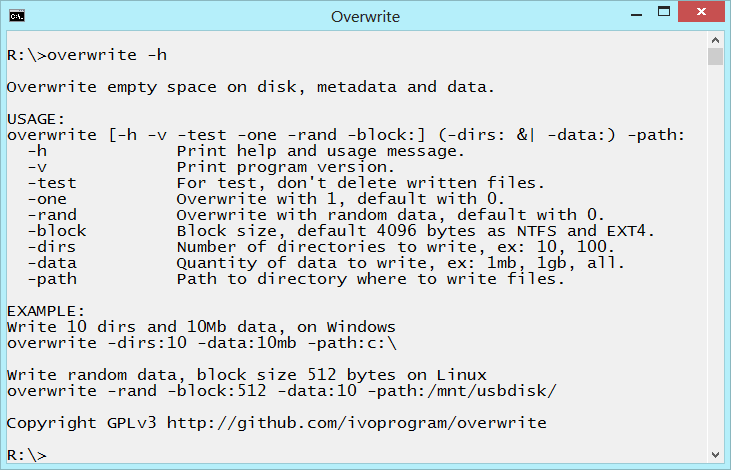 Overwrite
R:\>overwrite -h
Overwrite empty space on disk, metadata and data.
USAGE:
overwrite [-h -v -test -one -rand -block:] (-dirs: &| -data:) -path:
-h Print help and usage message.
-v Print program version.
-test For test, don't delete written files.
-one Overwrite with 1, default with 0.
-rand Overwrite with random data, default with 0.
-block Block size, default 4096 bytes as NTFS and EXT4.
-dirs Number of directories to write, ex: 10, 100.
-data Quantity of data to write, ex: 1mb, 1gb, all.
-path Path to directory where to write files.
EXAMPLE:
Write 10 dirs and 10Mb data, on Windows
overwrite -dirs:10 -data:10mb -path:c:\
Write random data, block size 512 bytes on Linux
overwrite -rand -block:512 -data:10 -path:/mnt/usbdisk/
Copyright GPLv3 http://github.com/ivoprogram/overwrite
R:\>